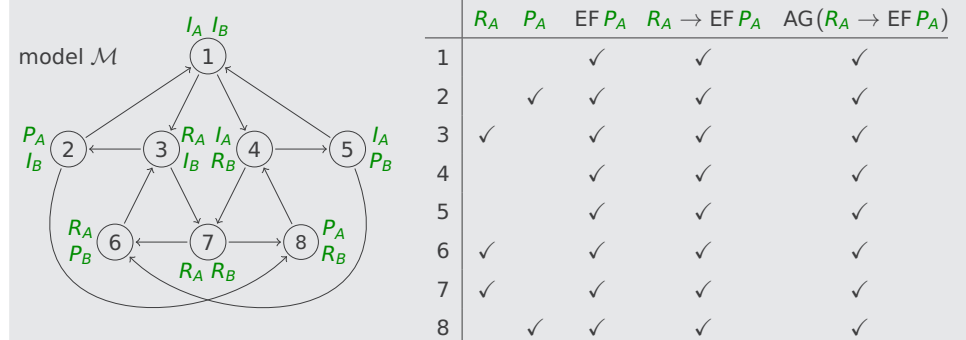 model ℳ
I_A I_B
1
P_A
I_B
2
3
R_A
I_B
I_A
R_B
4
5
I_A
P_B
R_A
P_B
6
7
R_A R_B
8
P_A
R_B
R_A P_A EF P_A R_A → EF P_A AG(R_A → EF P_A)
1 ✓ ✓ ✓
2 ✓ ✓ ✓ ✓
3 ✓ ✓ ✓ ✓
4 ✓ ✓ ✓
5 ✓ ✓ ✓
6 ✓ ✓ ✓ ✓
7 ✓ ✓ ✓ ✓
8 ✓ ✓ ✓ ✓